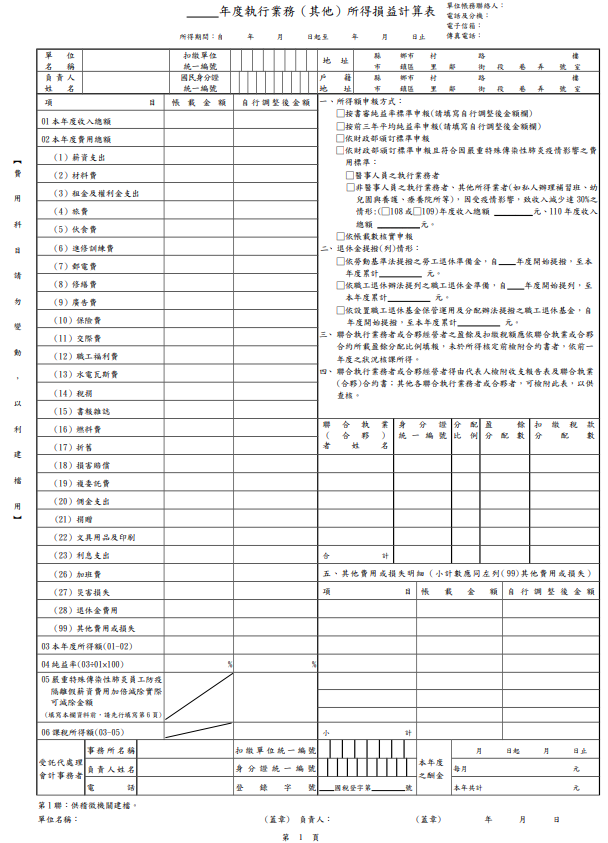 _____年度執行業務（其他）所得損益計算表
單位帳務聯絡人：
電話及分機：
電子信箱：
傳真電話：
所得期間：自　年　月　日起至　年　月　日止
單位名稱
扣繳單位統一編號
地址
縣　鄉市　村　路　樓
市　鎮區　里　鄰　街　段　巷　弄　號　室
負責人姓名
國民身分證統一編號
戶籍地址
縣　鄉市　村　路　樓
市　鎮區　里　鄰　街　段　巷　弄　號　室
項　目　帳載金額　自行調整後金額
01 本年度收入總額
02 本年度費用總額
(1) 薪資支出
(2) 材料費
(3) 租金及權利金支出
(4) 旅費
(5) 伙食費
(6) 進修訓練費
(7) 郵電費
(8) 修繕費
(9) 廣告費
(10) 保險費
(11) 交際費
(12) 職工福利費
(13) 水電瓦斯費
(14) 稅捐
(15) 書報雜誌
(16) 燃料費
(17) 折舊
(18) 損害賠償
(19) 複委託費
(20) 佣金支出
(21) 捐贈
(22) 文具用品及印刷
(23) 利息支出
(26) 加班費
(27) 災害損失
(28) 退休金費用
(99) 其他費用或損失
03 本年度所得額(01-02)
04 純益率(03÷01×100)　%　%
05 嚴重特殊傳染性肺炎員工防疫
隔離假薪資費用加倍減除實際
可減除金額
(填寫本欄資料前，請先行填寫第6頁)
06 課稅所得額(03-05)
【費用科目請勿變動，以利建檔用】
一、所得額申報方式：
□按書審純益率標準申報(請填寫自行調整後金額欄)
□按前三年平均純益率申報(請填寫自行調整後金額欄)
□依財政部頒訂標準申報
□依財政部頒訂標準申報且符合因嚴重特殊傳染性肺炎疫情影響之費
用標準：
□醫事人員之執行業務者
□非醫事人員之執行業務者、其他所得業者(如私人辦理補習班、幼
兒園與養護、療養院所等)，因受疫情影響，致收入減少達30%之
情形:(□108 或□109)年度收入總額 ______元、110 年度收入
總額 ______元。
□依帳載數核實申報
二、退休金提撥(列)情形：
□依勞動基準法提撥之勞工退休準備金，自___年度開始提撥，至本
年度累計______ 元。
□依職工退休辦法提列之職工退休金準備，自___年度開始提列，至
本年度累計______ 元。
□依設置職工退休基金保管運用及分配辦法提撥之職工退休基金，自
___年度開始提撥，至本年度累計______ 元。
三、聯合執行業務者或合夥經營者之盈餘及扣繳稅額應依聯合執業或合夥
合約所載盈餘分配比例填報，未於所得核定前檢附合約書者，依前一
年度之狀況核課所得。
四、聯合執行業務者或合夥經營者得由代表人檢附收支報告表及聯合執業
(合夥)合約書；其他各聯合執行業務者或合夥者，可檢附此表，以供
查核。
聯合執業(合夥)者姓名　身分證統一編號　分配比例　盈餘分配數　扣繳稅款分配數
合　計
五、其他費用或損失明細 (小計數應同左列(99)其他費用或損失)
項　目　帳載金額　自行調整後金額
小　計
受託代處理會計事務者
事務所名稱　扣繳單位統一編號
負責人姓名　身分證統一編號
電話　登錄字號　___國稅登字第______號
本年度之酬金
月　日起　月　日止
每月　元
本年共計　元
第1聯：供稽徵機關建檔。
單位名稱：　(蓋章) 負責人：　(蓋章)　年　月　日
第 1 頁